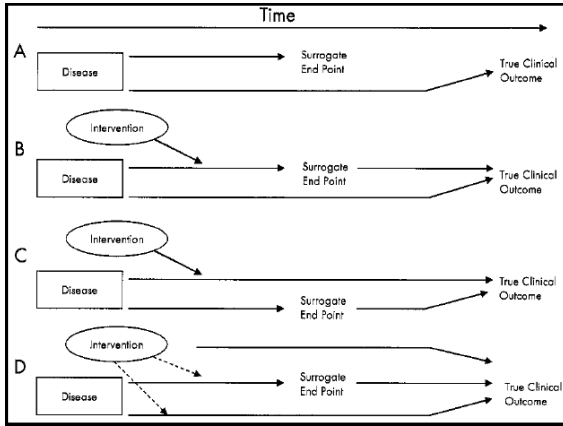 Time
A
Disease
Surrogate
End Point
True Clinical
Outcome
Intervention
B
Disease
Surrogate
End Point
True Clinical
Outcome
Intervention
C
Disease
Surrogate
End Point
True Clinical
Outcome
Intervention
D
Disease
Surrogate
End Point
True Clinical
Outcome